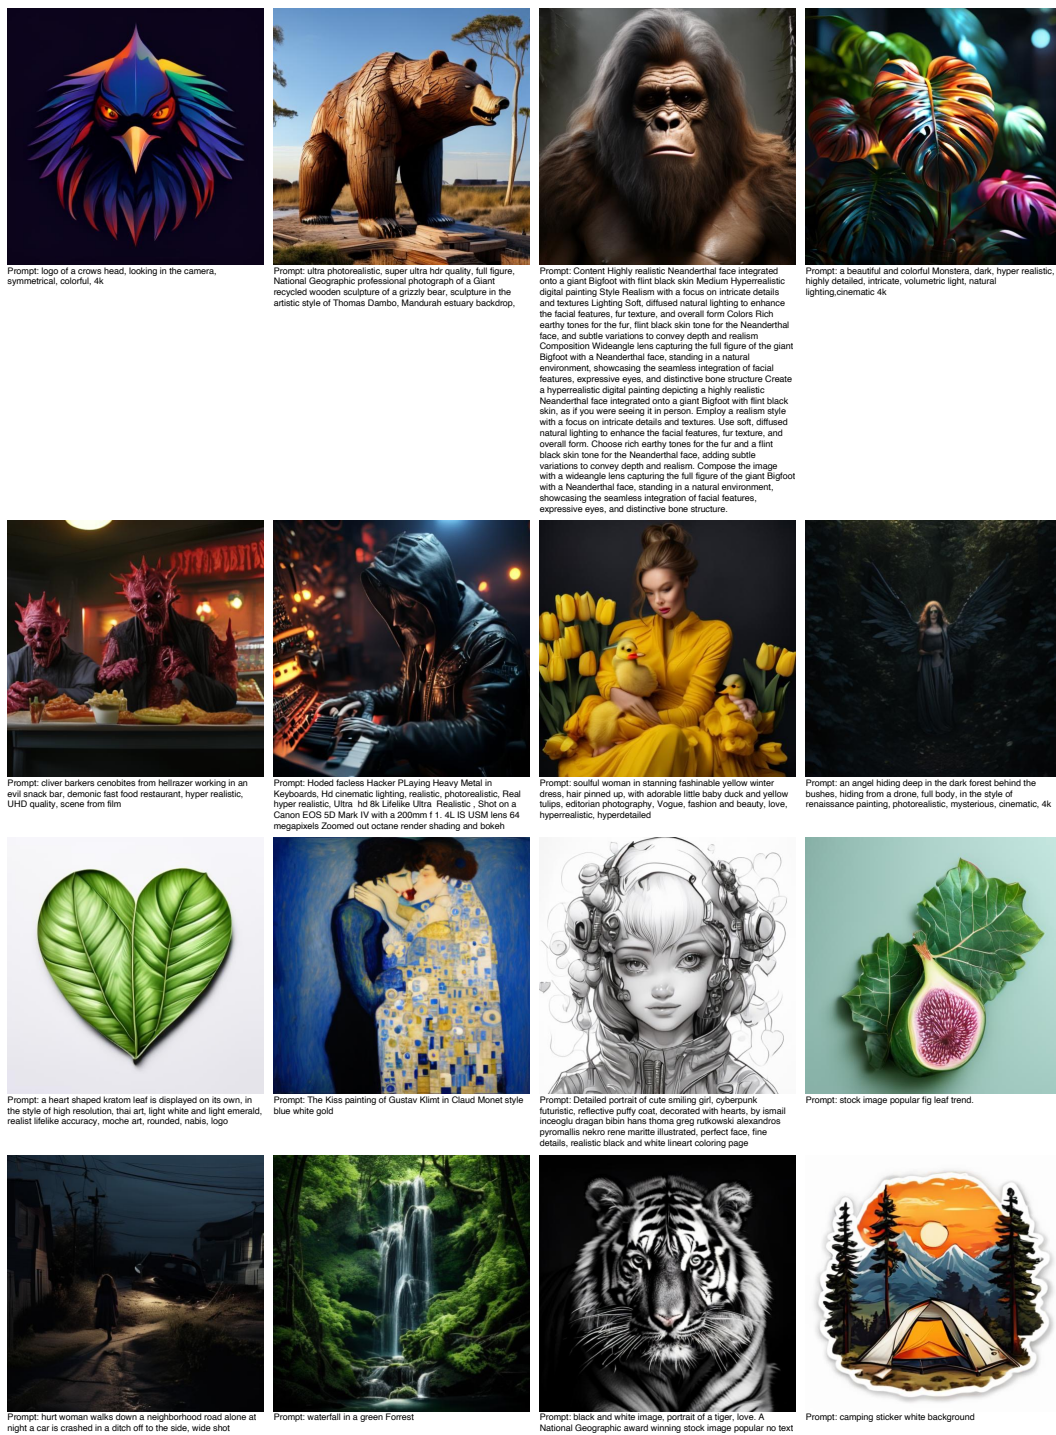 Prompt: logo of a crows head, looking in the camera,
symmetrical, colorful, 4k
Prompt: ultra photorealistic, super ultra hdr quality, full figure,
National Geographic professional photograph of a Giant
recycled wooden sculpture of a grizzly bear, sculpture in the
artistic style of Thomas Dambo, Mandurah estuary backdrop,
Prompt: Content Highly realistic Neanderthal face integrated
onto a giant Bigfoot with flint black skin Medium Hyperrealistic
digital painting Style Realism with a focus on intricate details
and textures Lighting Soft, diffused natural lighting to enhance
the facial features, fur texture, and overall form Colors Rich
earthy tones for the fur, flint black skin tone for the Neanderthal
face, and subtle variations to convey depth and realism
Composition Wideangle lens capturing the full figure of the giant
Bigfoot with a Neanderthal face, standing in a natural
environment, showcasing the seamless integration of facial
features, expressive eyes, and distinctive bone structure Create
a hyperrealistic digital painting depicting a highly realistic
Neanderthal face integrated onto a giant Bigfoot with flint black
skin, as if you were seeing it in person. Employ a realism style
with a focus on intricate details and textures. Use soft, diffused
natural lighting to enhance the facial features, fur texture, and
overall form. Choose rich earthy tones for the fur and a flint
black skin tone for the Neanderthal face, adding subtle
variations to convey depth and realism. Compose the image
with a wideangle lens capturing the full figure of the giant Bigfoot
with a Neanderthal face, standing in a natural environment,
showcasing the seamless integration of facial features,
expressive eyes, and distinctive bone structure.
Prompt: a beautiful and colorful Monstera, dark, hyper realistic,
highly detailed, intricate, volumetric light, natural
lighting,cinematic 4k
Prompt: cliver barkers cenobites from hellrazer working in an
evil snack bar, demonic fast food restaurant, hyper realistic,
UHD quality, scene from film
Prompt: Hoded facless Hacker PLaying Heavy Metal in
Keyboards, Hd cinematic lighting, realistic, photorealistic, Real
hyper realistic, Ultra hd 8k Lifelike Ultra Realistic , Shot on a
Canon EOS 5D Mark IV with a 200mm f 1. 4L IS USM lens 64
megapixels Zoomed out octane render shading and bokeh
Prompt: soulful woman in stanning fashinable yellow winter
dress, hair pinned up, with adorable little baby duck and yellow
tulips, editorian photography, Vogue, fashion and beauty, love,
hyperrealistic, hyperdetailed
Prompt: an angel hiding deep in the dark forest behind the
bushes, hiding from a drone, full body, in the style of
renaissance painting, photorealistic, mysterious, cinematic, 4k
Prompt: a heart shaped kratom leaf is displayed on its own, in
the style of high resolution, thai art, light white and light emerald,
realist lifelike accuracy, moche art, rounded, nabis, logo
Prompt: The Kiss painting of Gustav Klimt in Claud Monet style
blue white gold
Prompt: Detailed portrait of cute smiling girl, cyberpunk
futuristic, reflective puffy coat, decorated with hearts, by ismail
inceoglu dragan bibin hans thoma greg rutkowski alexandros
pyromallis nekro rene maritte illustrated, perfect face, fine
details, realistic black and white lineart coloring page
Prompt: stock image popular fig leaf trend.
Prompt: hurt woman walks down a neighborhood road alone at
night a car is crashed in a ditch off to the side, wide shot
Prompt: waterfall in a green Forrest
Prompt: black and white image, portrait of a tiger, love. A
National Geographic award winning stock image popular no text
Prompt: camping sticker white background